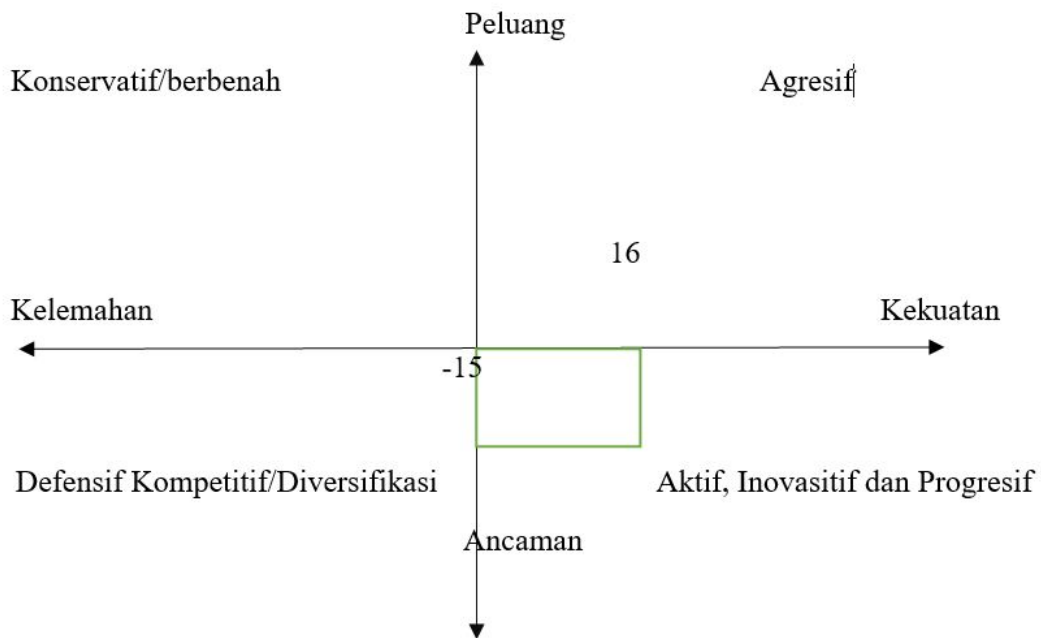 Peluang
Konservatif/berbenah
Agresif
16
Kelemahan
Kekuatan
-15
Defensif Kompetitif/Diversifikasi
Aktif, Inovasitif dan Progresif
Ancaman